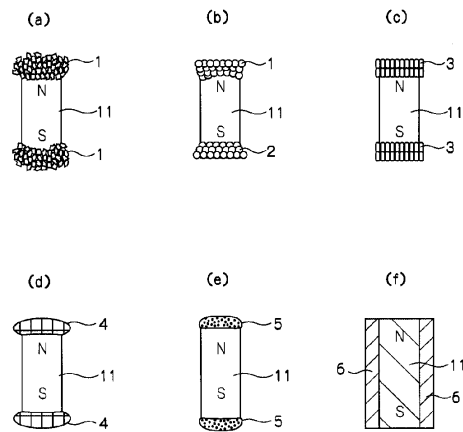 (a) (b) (c)
1 1 3
N N N
11 11 11
S S S
1 2 3
(d) (e) (f)
4 5
N N N
11 11 6 11 6
S S S
4 5